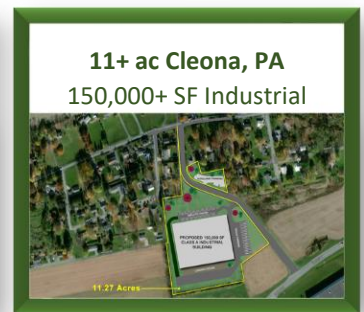 11+ ac Cleona, PA
150,000+ SF Industrial
PROPOSED 150,000 SF
CLASS A INDUSTRIAL
BUILDING
11.27 Acres